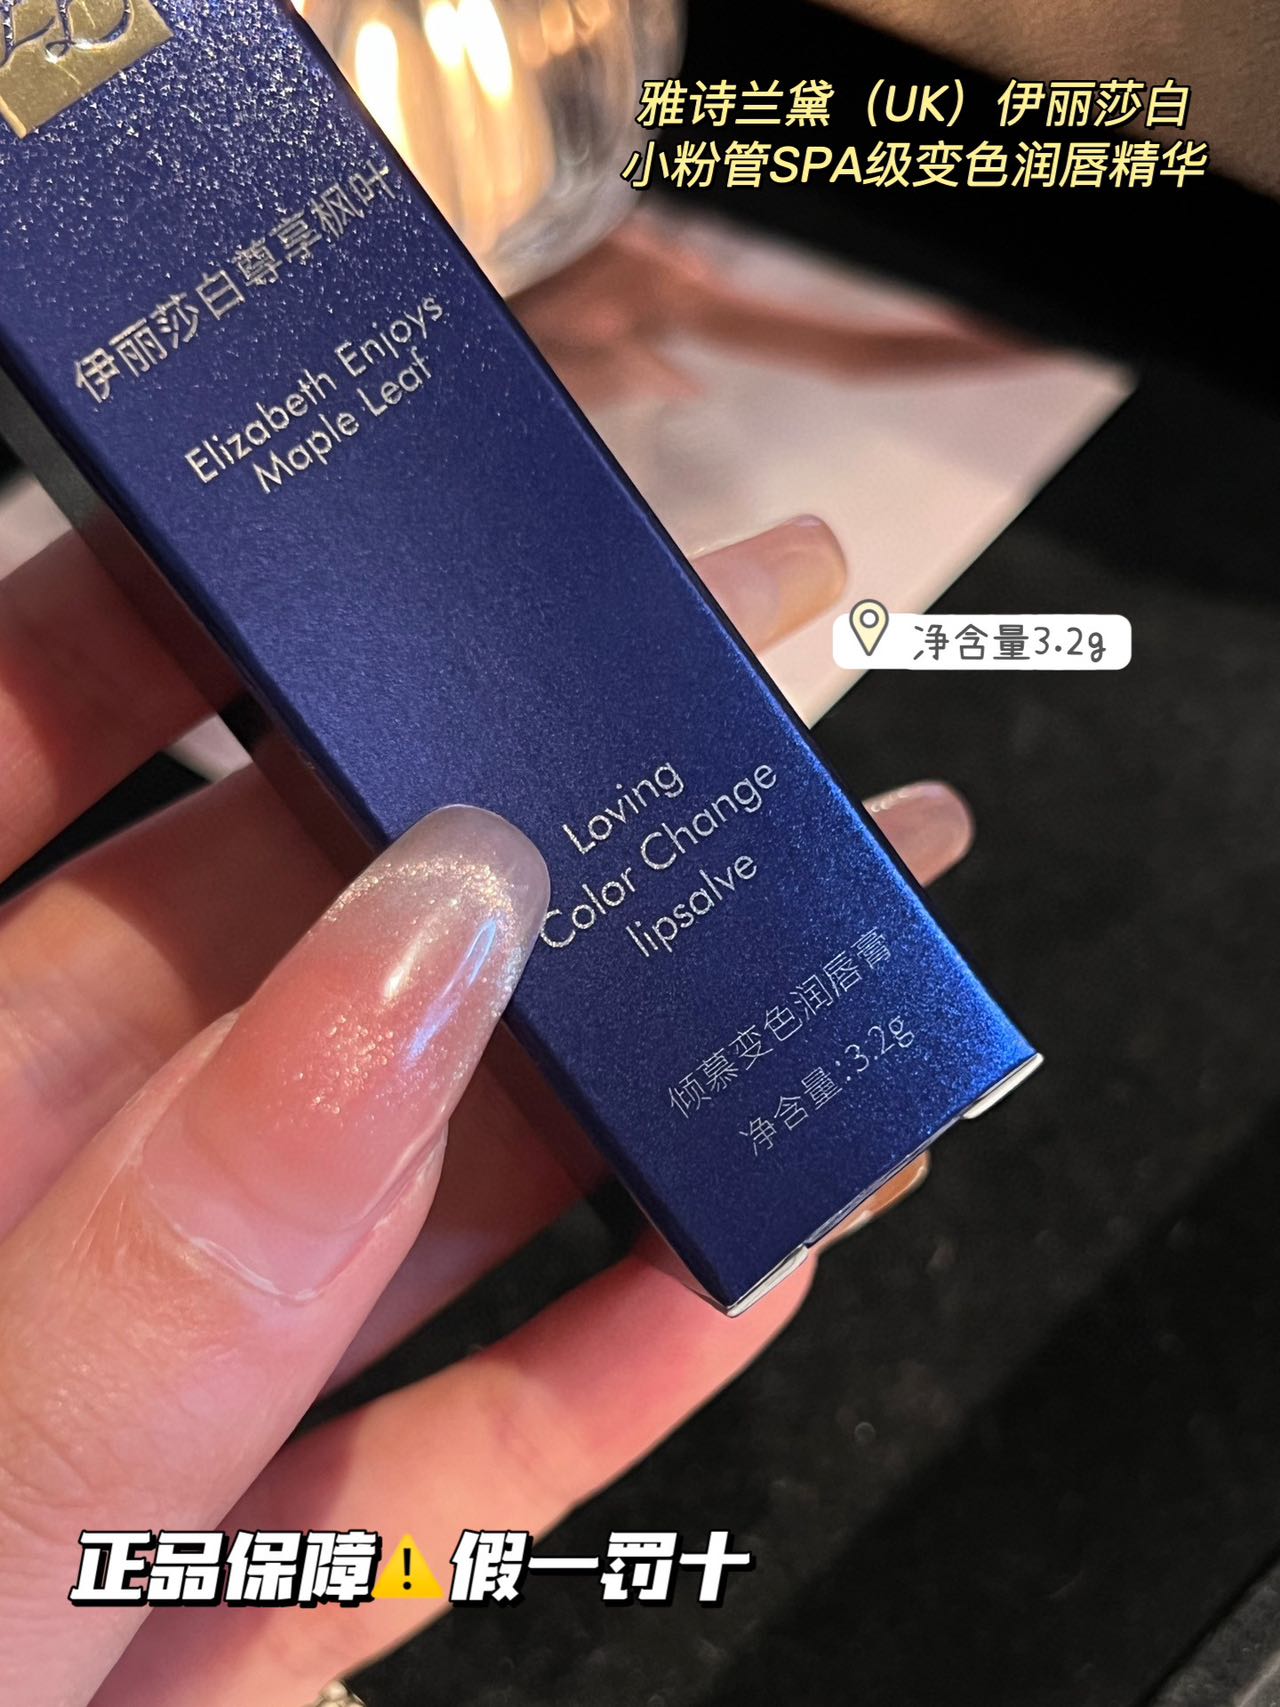 雅诗兰黛（UK）伊丽莎白
小粉管SPA级变色润唇精华
伊丽莎白尊享枫叶
Elizabeth Enjoys
Maple Leaf
净含量3.2g
Loving
Color Change
lipsalve
倾慕变色润唇膏
净含量:3.2g
正品保障⚠️假一罚十